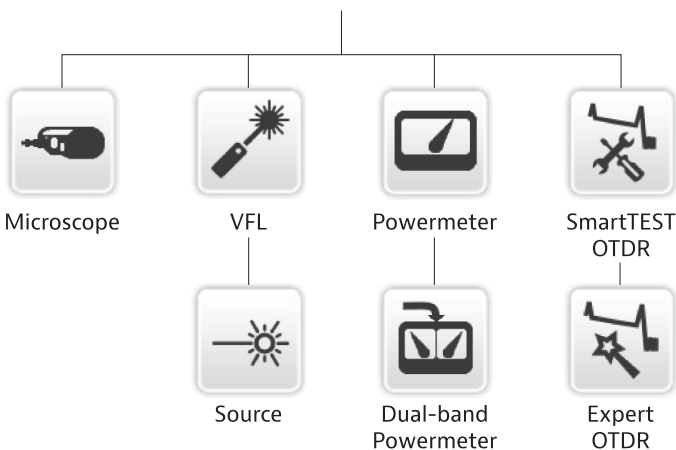 Microscope
VFL
Powermeter
SmartTEST
OTDR
Source
Dual-band
Powermeter
Expert
OTDR